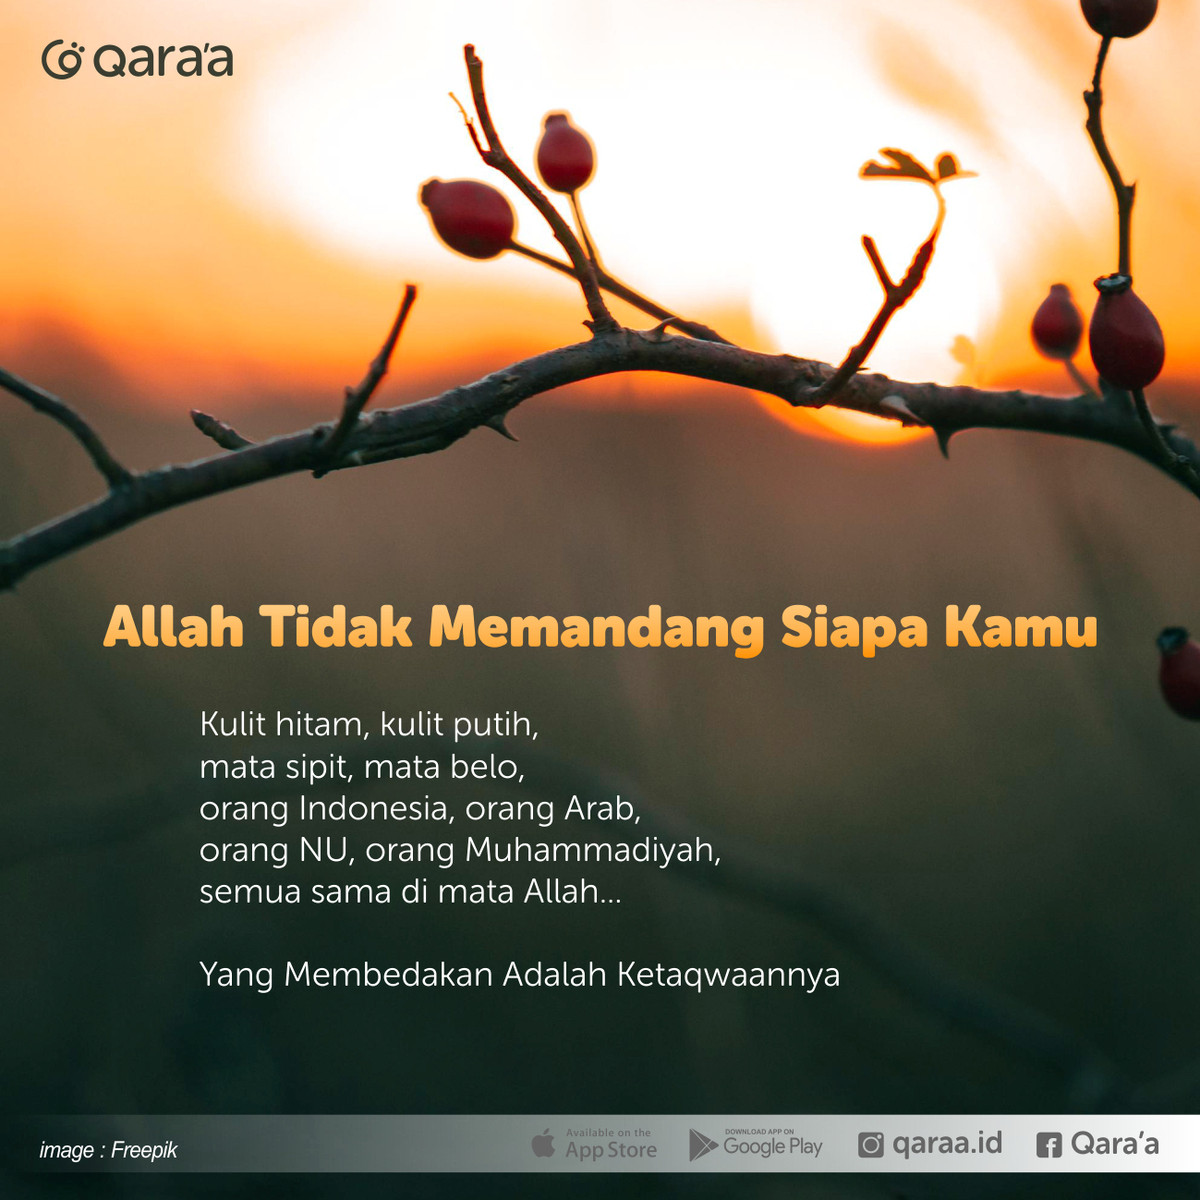 Qara'a
Allah Tidak Memandang Siapa Kamu
Kulit hitam, kulit putih,
mata sipit, mata belo,
orang Indonesia, orang Arab,
orang NU, orang Muhammadiyah,
semua sama di mata Allah...
Yang Membedakan Adalah Ketaqwaannya
image : Freepik
Available on the
App Store
DOWNLOAD APP ON
Google Play
qaraa.id
Qara'a